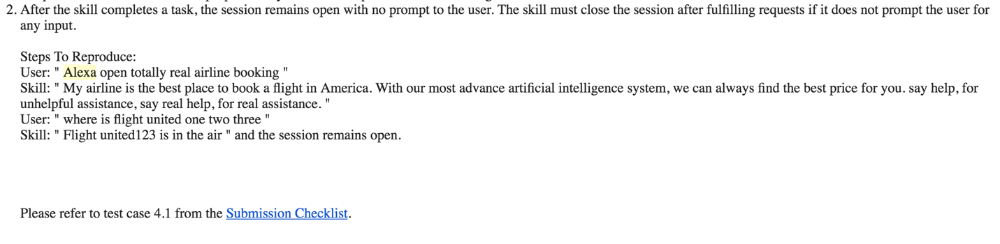 2. After the skill completes a task, the session remains open with no prompt to the user. The skill must close the session after fulfilling requests if it does not prompt the user for
any input.
Steps To Reproduce:
User: " Alexa open totally real airline booking "
Skill: " My airline is the best place to book a flight in America. With our most advance artificial intelligence system, we can always find the best price for you. say help, for
unhelpful assistance, say real help, for real assistance. "
User: " where is flight united one two three "
Skill: " Flight united123 is in the air " and the session remains open.
Please refer to test case 4.1 from the Submission Checklist.